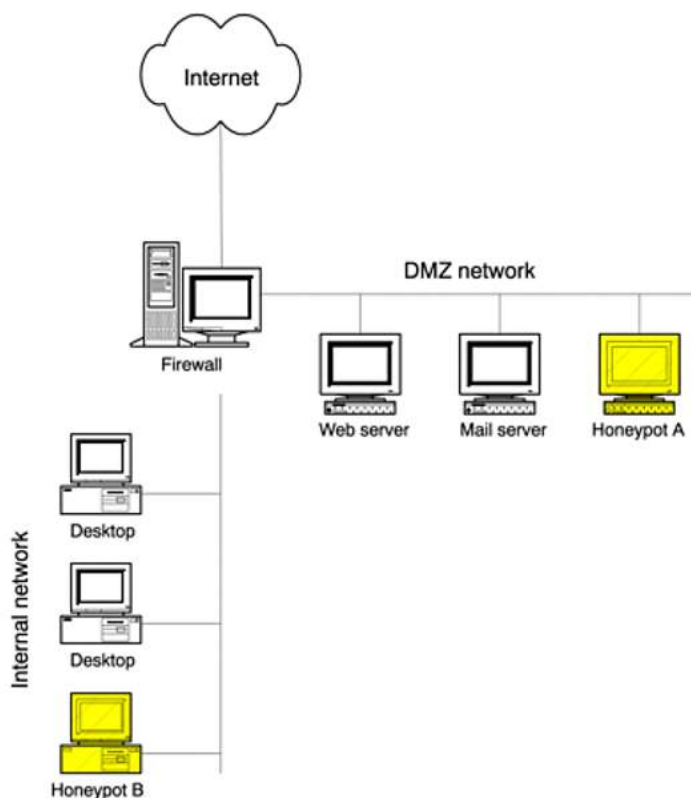 Internet
DMZ network
Firewall
Web server
Mail server
Honeypot A
Desktop
Internal network
Desktop
Honeypot B